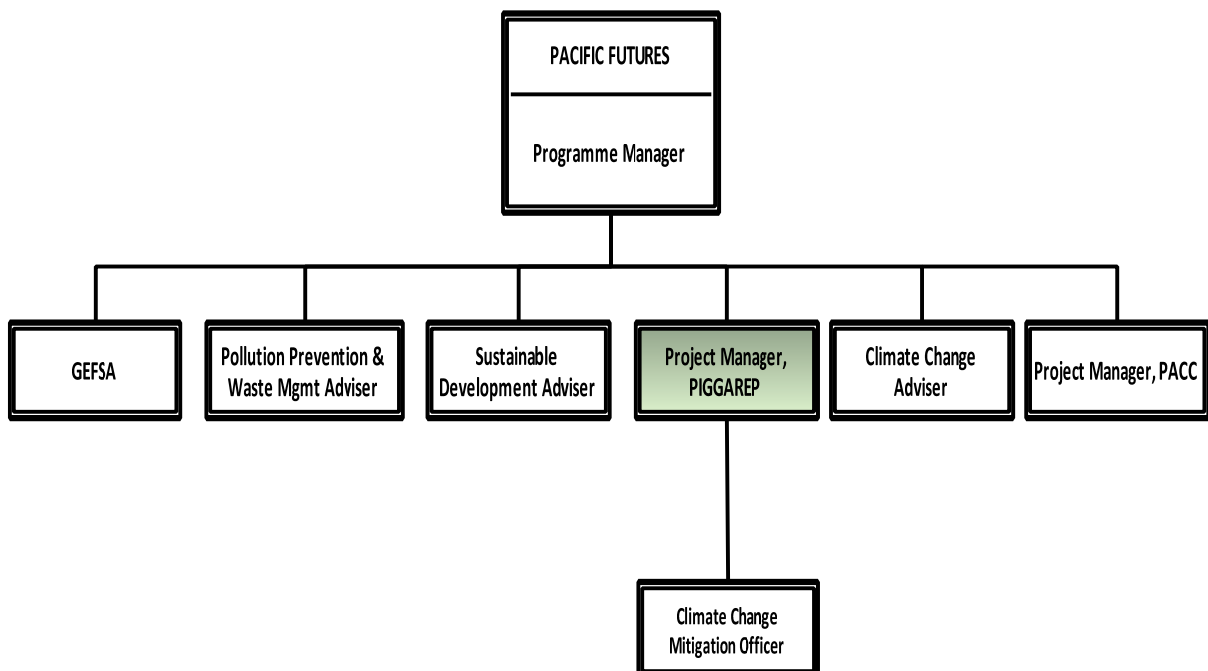 PACIFIC FUTURES
Programme Manager
GEFSA
Pollution Prevention &
Waste Mgmt Adviser
Sustainable
Development Adviser
Project Manager,
PIGGAREP
Climate Change
Adviser
Project Manager, PACC
Climate Change
Mitigation Officer